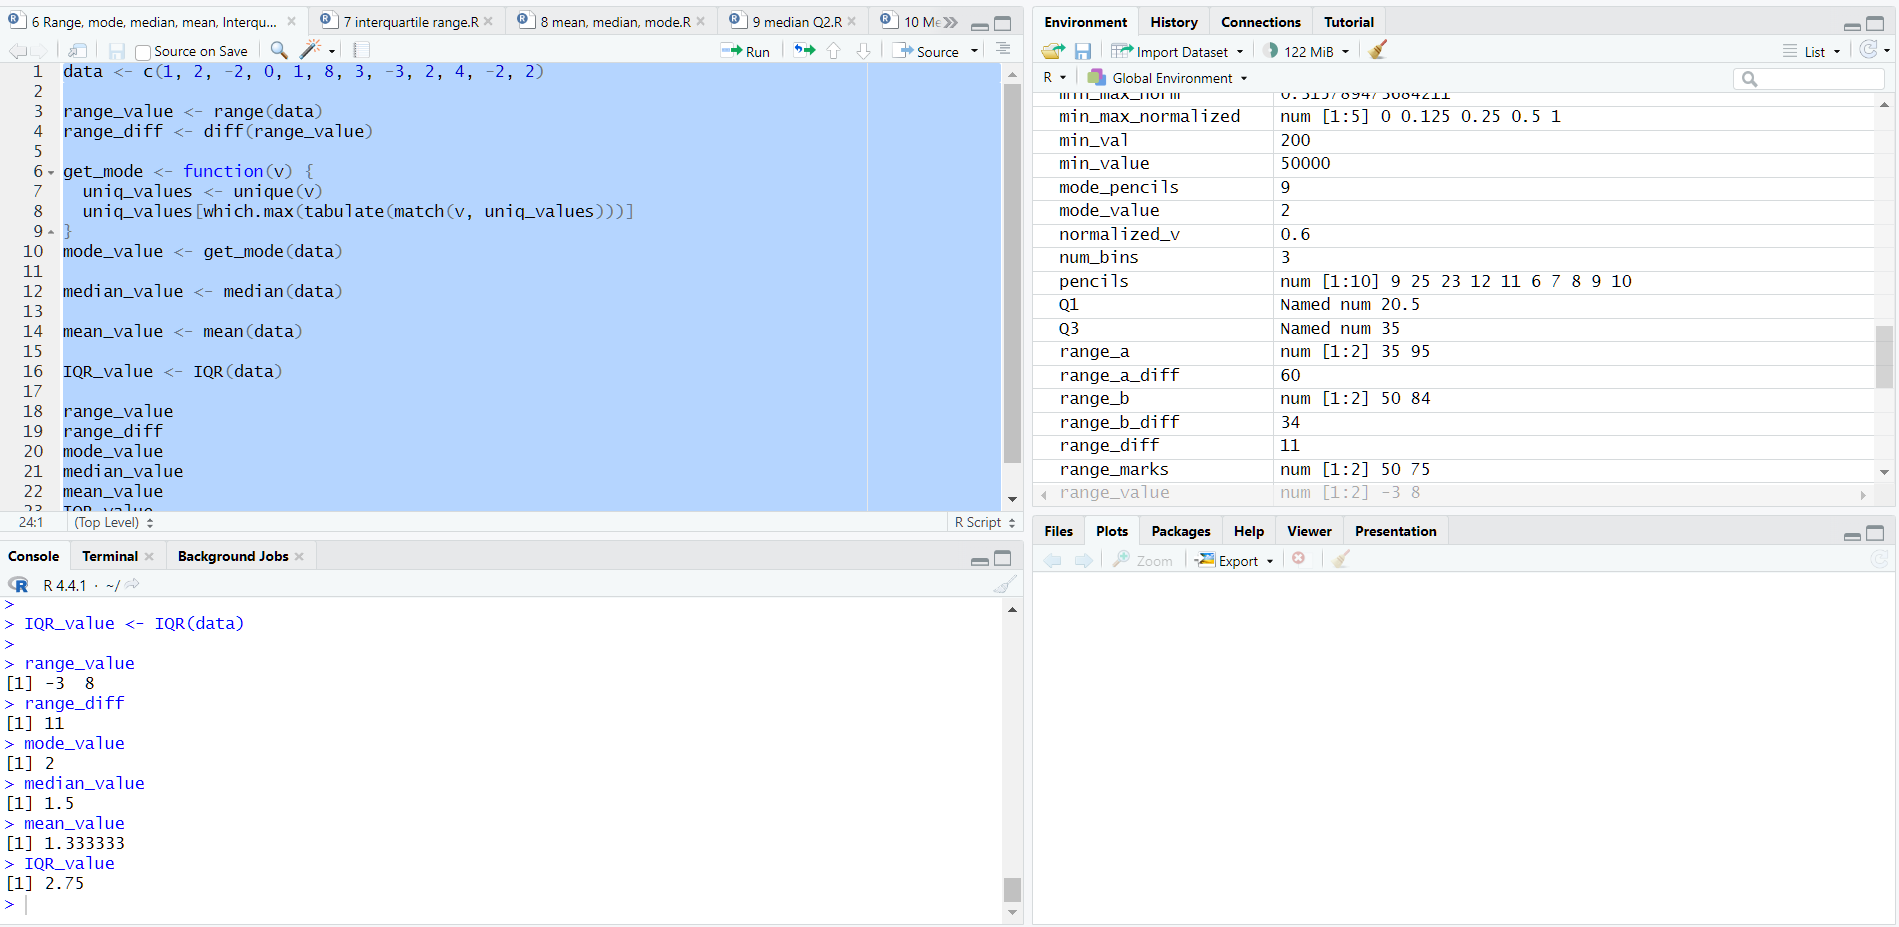 6 Range, mode, median, mean, Interqu...
7 interquartile range.R
8 mean, median, mode.R
9 median Q2.R
10 Me
Source on Save
Run
Source
1 data <- c(1, 2, -2, 0, 1, 8, 3, -3, 2, 4, -2, 2)
2
3 range_value <- range(data)
4 range_diff <- diff(range_value)
5
6 get_mode <- function(v) {
7   uniq_values <- unique(v)
8   uniq_values[which.max(tabulate(match(v, uniq_values)))]
9 }
10 mode_value <- get_mode(data)
11
12 median_value <- median(data)
13
14 mean_value <- mean(data)
15
16 IQR_value <- IQR(data)
17
18 range_value
19 range_diff
20 mode_value
21 median_value
22 mean_value
23 IQR_value
24:1 (Top Level) R Script
Console Terminal Background Jobs
R 4.4.1 · ~/
>
> IQR_value <- IQR(data)
>
> range_value
[1] -3  8
> range_diff
[1] 11
> mode_value
[1] 2
> median_value
[1] 1.5
> mean_value
[1] 1.333333
> IQR_value
[1] 2.75
>
Environment History Connections Tutorial
Import Dataset 122 MiB List
R Global Environment
min_max_norm 0.315789473684211
min_max_normalized num [1:5] 0 0.125 0.25 0.5 1
min_val 200
min_value 50000
mode_pencils 9
mode_value 2
normalized_v 0.6
num_bins 3
pencils num [1:10] 9 25 23 12 11 6 7 8 9 10
Q1 Named num 20.5
Q3 Named num 35
range_a num [1:2] 35 95
range_a_diff 60
range_b num [1:2] 50 84
range_b_diff 34
range_diff 11
range_marks num [1:2] 50 75
range_value num [1:2] -3 8
Files Plots Packages Help Viewer Presentation
Zoom Export